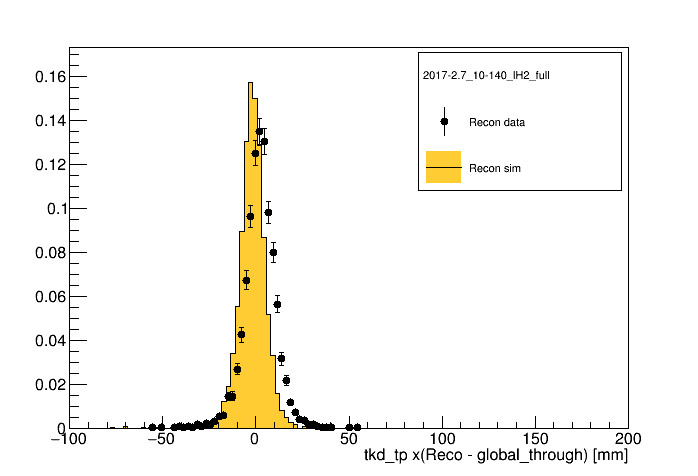 2017-2.7_10-140_lH2_full
Recon data
Recon sim
0.16
0.14
0.12
0.1
0.08
0.06
0.04
0.02
0
−100 −50 0 50 100 150 200
tkd_tp x(Reco - global_through) [mm]